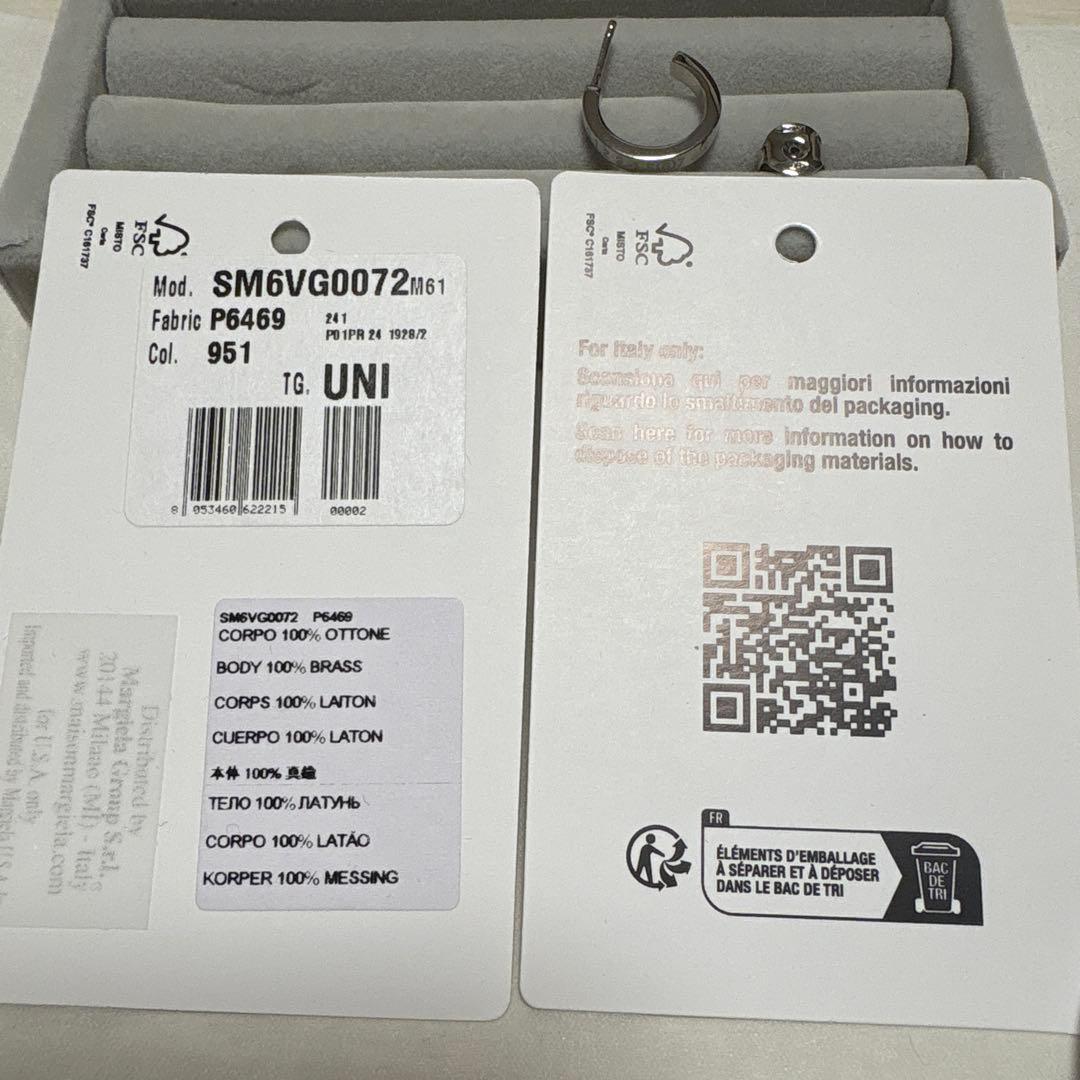 FSC® C161737
MISTO
Carta
FSC
Mod. SM6VG0072 M61
Fabric P6469
241
P01PR 24 1928/2
Col. 951
TG. UNI
8 053460 622215
00002
SM6VG0072 P6469
CORPO 100% OTTONE
BODY 100% BRASS
CORPS 100% LAITON
CUERPO 100% LATON
本体 100% 真鍮
ТЕЛО 100% ЛАТУНЬ
CORPO 100% LATÃO
KORPER 100% MESSING
Distributed by
Margiela Group S.r.l.
20144 Milano (MI) - Italy
www.maisonmargiela.com
for U.S.A. only
Imported and distributed by Margiela USA
FSC® C161737
MISTO
Carta
FSC
For Italy only:
Scansiona qui per maggiori informazioni
riguardo lo smaltimento del packaging.
Scan here for more information on how to
dispose of the packaging materials.
FR
ÉLÉMENTS D'EMBALLAGE
À SÉPARER ET À DÉPOSER
DANS LE BAC DE TRI
BAC
DE
TRI